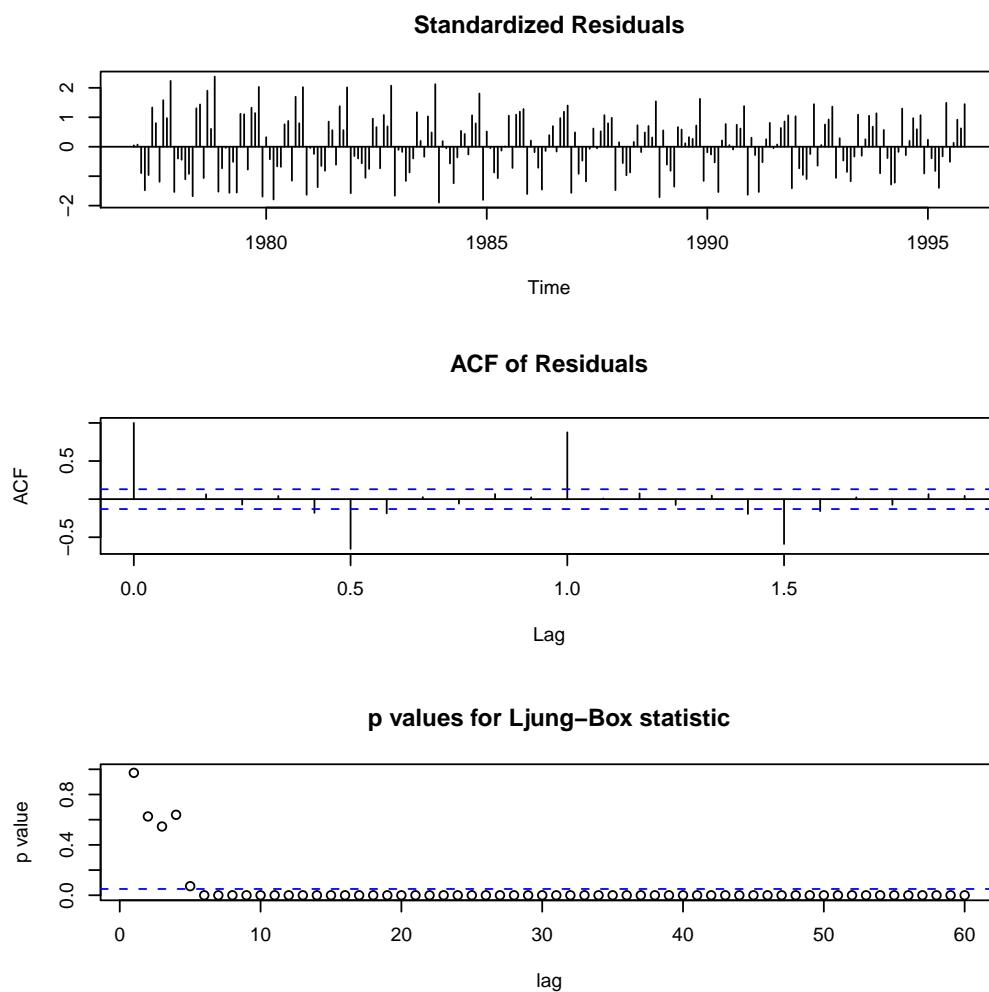 Standardized Residuals
2
1
0
−2
1980 1985 1990 1995
Time
ACF of Residuals
ACF
0.5
−0.5
0.0 0.5 1.0 1.5
Lag
p values for Ljung−Box statistic
p value
0.8
0.4
0.0
0 10 20 30 40 50 60
lag